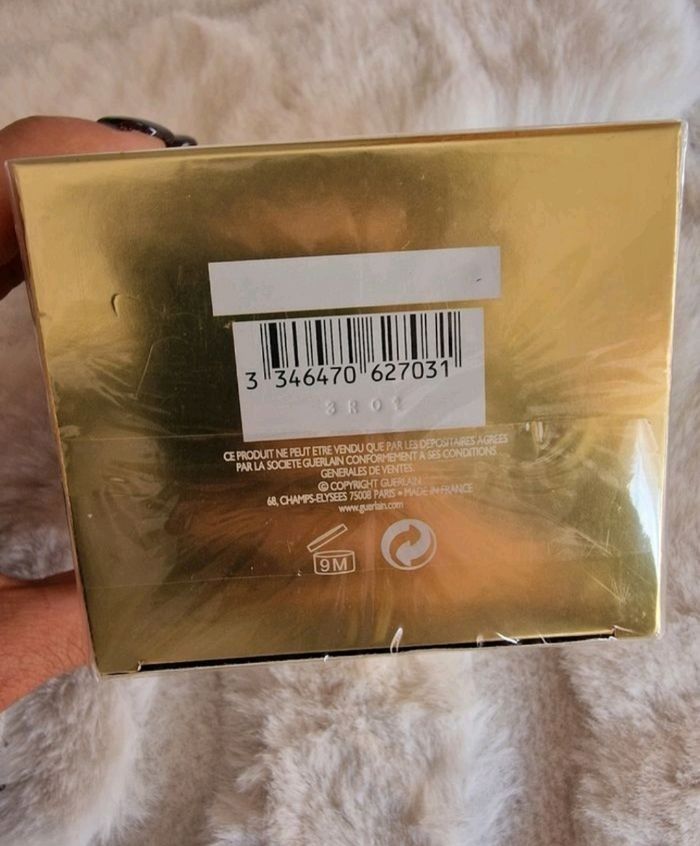 3 346470 627031
3R01
CE PRODUIT NE PEUT ETRE VENDU QUE PAR LES DEPOSITAIRES AGREES
PAR LA SOCIETE GUERLAIN CONFORMEMENT A SES CONDITIONS
GENERALES DE VENTES.
© COPYRIGHT GUERLAIN
68, CHAMPS-ELYSEES 75008 PARIS • MADE IN FRANCE
www.guerlain.com
9M